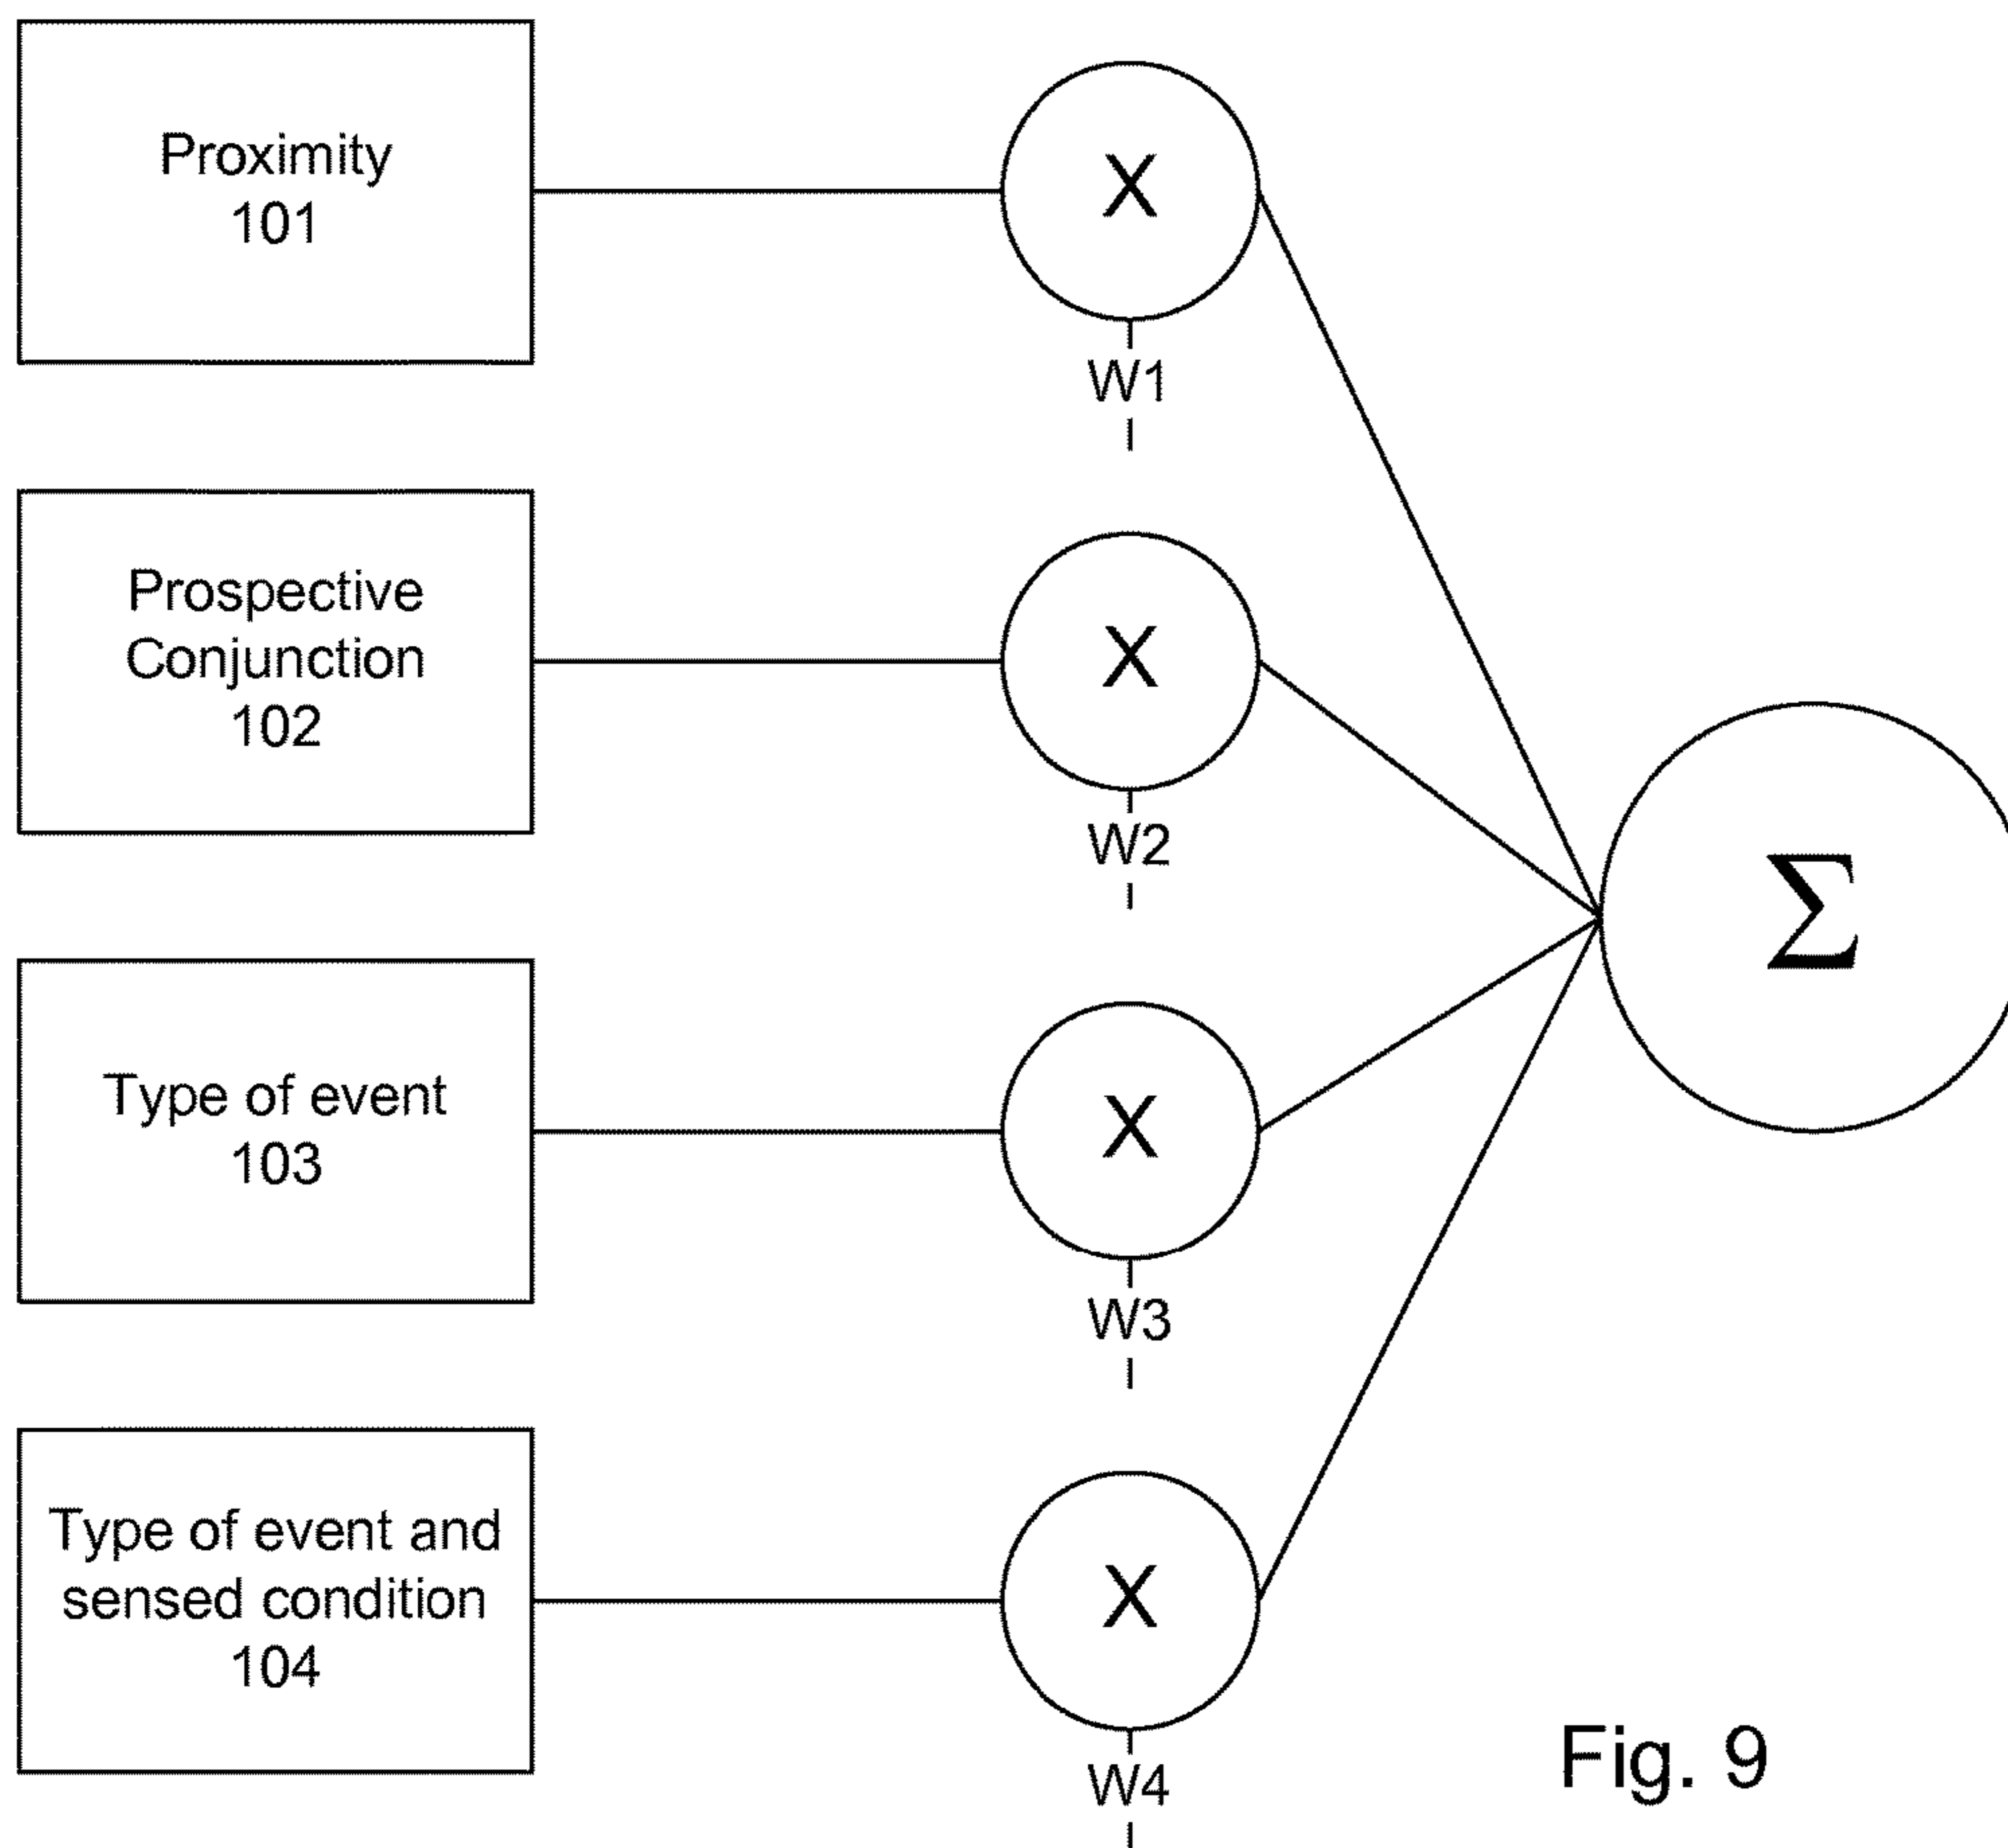 Proximity
101
X
W1
Prospective
Conjunction
102
X
W2
Σ
Type of event
103
X
W3
Type of event and
sensed condition
104
X
W4
Fig. 9